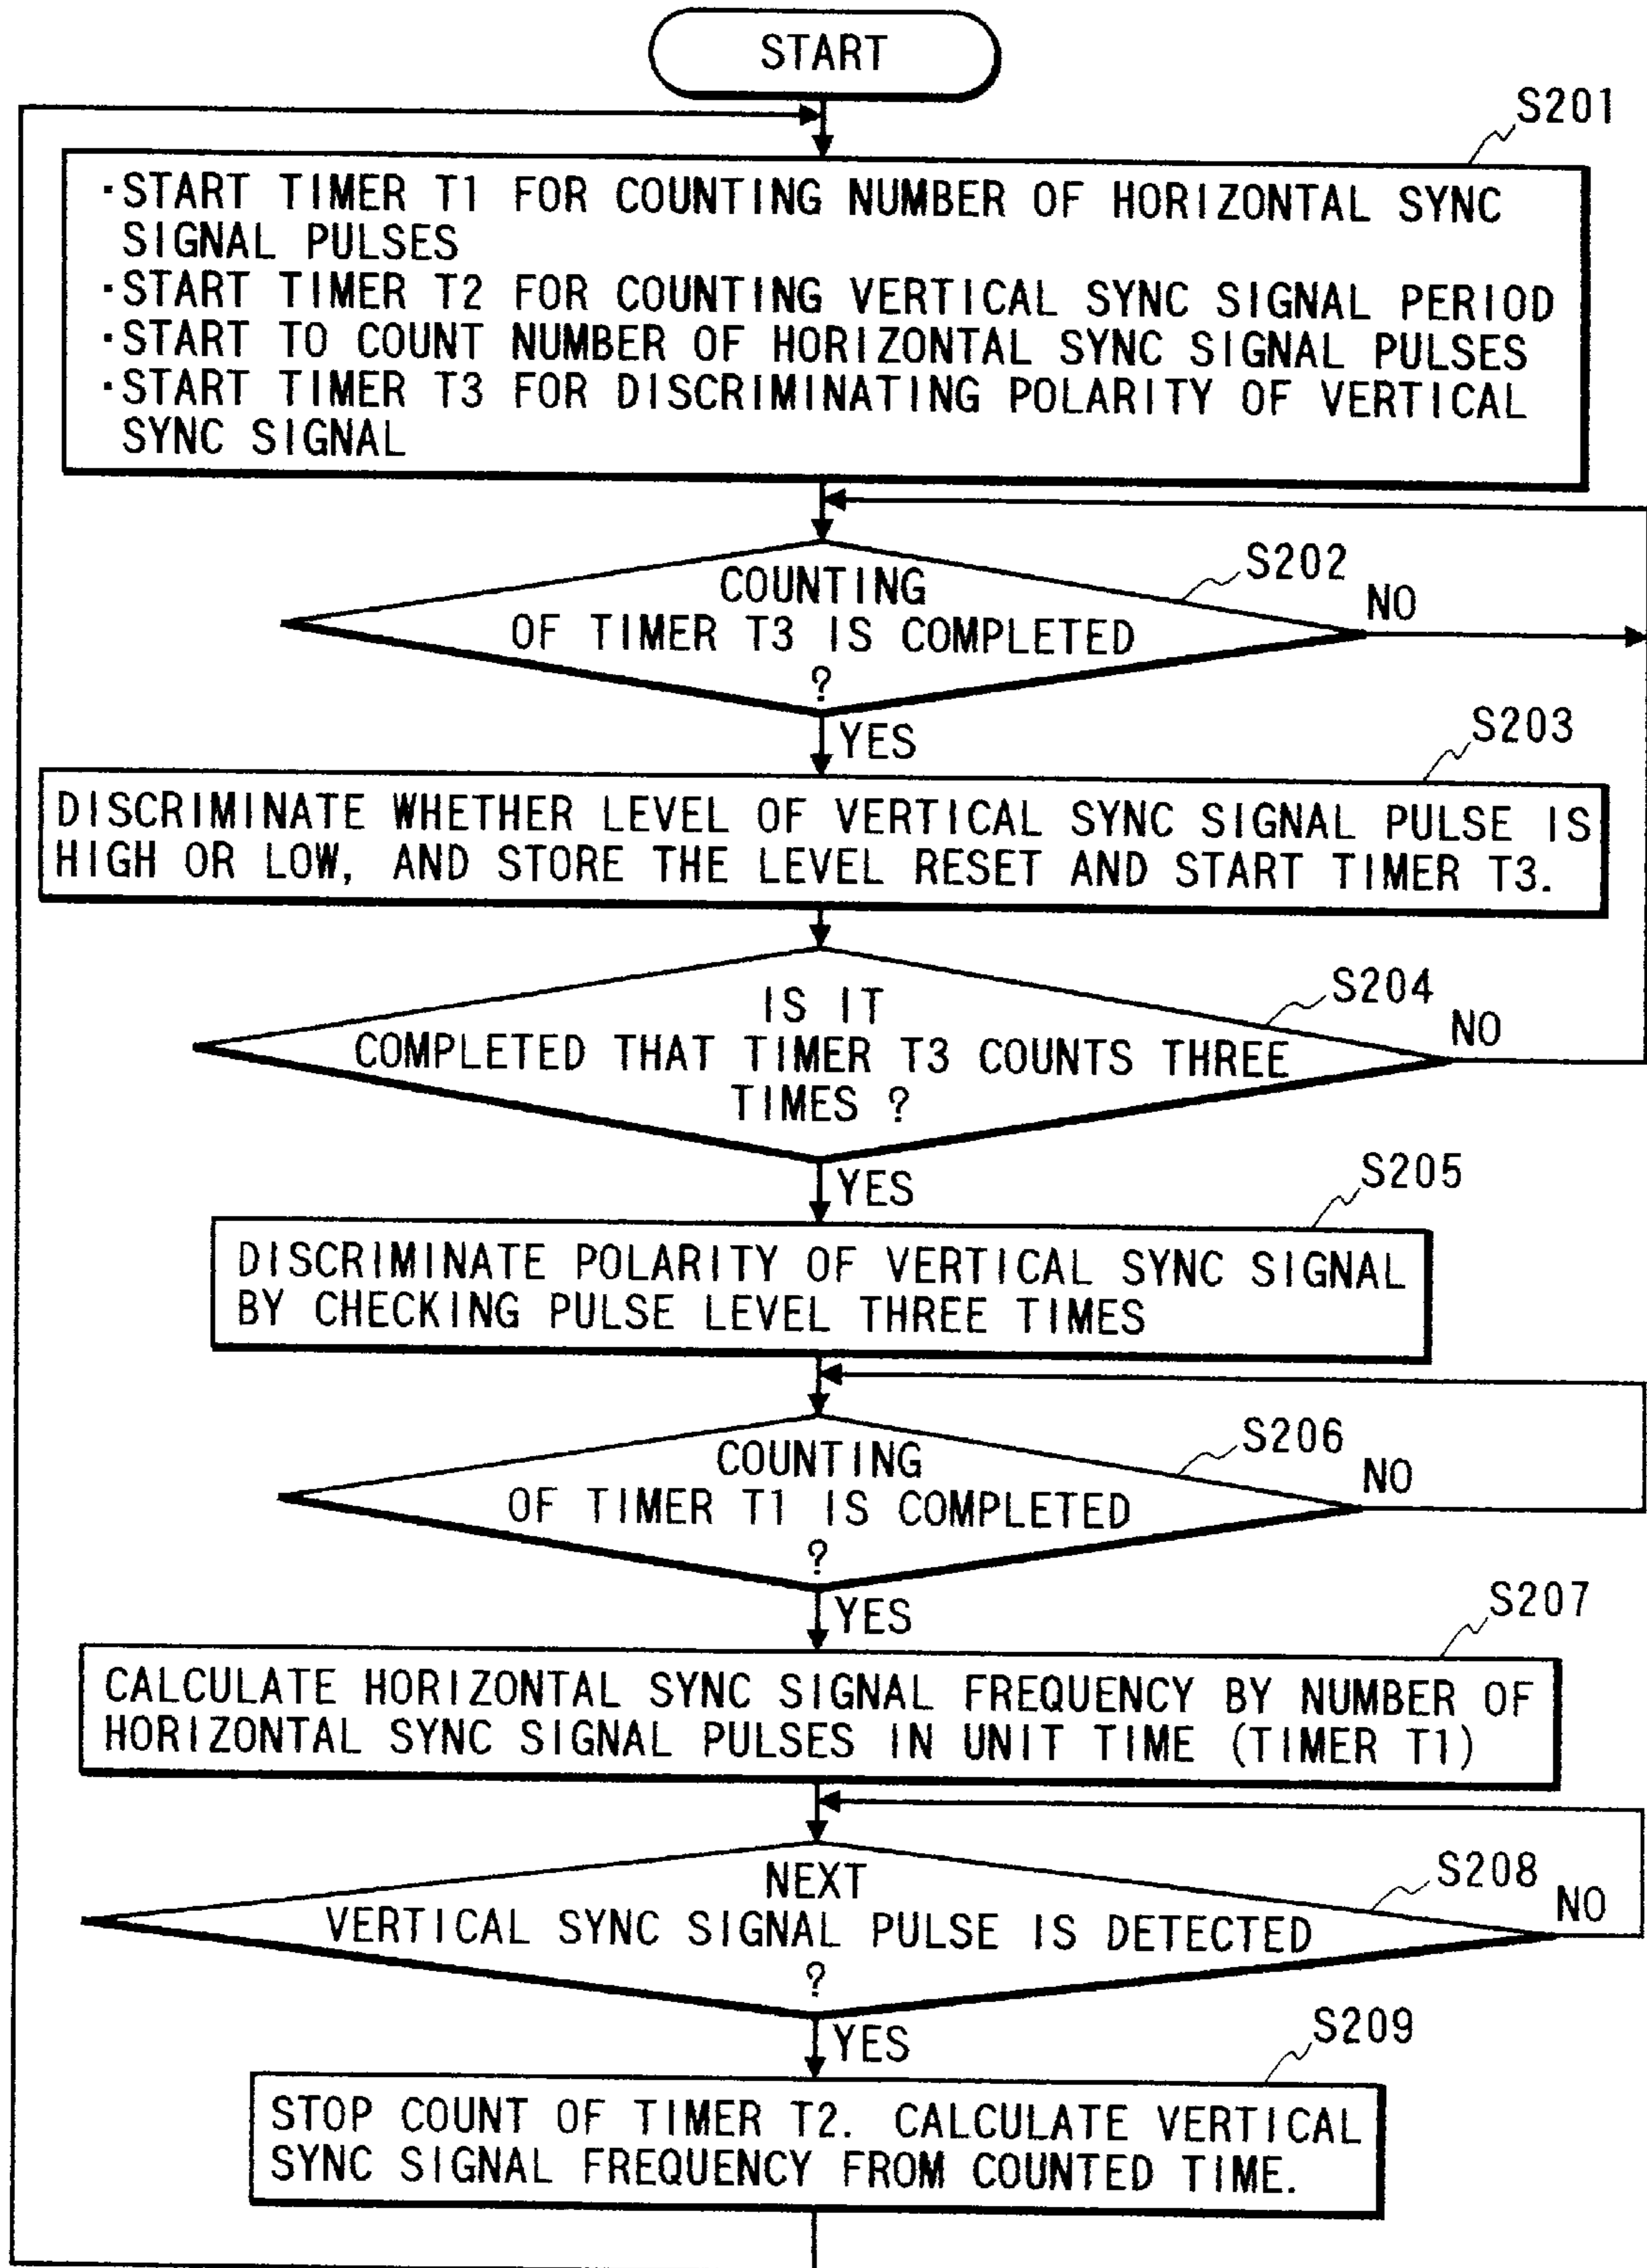 START
S201
·START TIMER T1 FOR COUNTING NUMBER OF HORIZONTAL SYNC
SIGNAL PULSES
·START TIMER T2 FOR COUNTING VERTICAL SYNC SIGNAL PERIOD
·START TO COUNT NUMBER OF HORIZONTAL SYNC SIGNAL PULSES
·START TIMER T3 FOR DISCRIMINATING POLARITY OF VERTICAL
SYNC SIGNAL
S202
COUNTING
OF TIMER T3 IS COMPLETED
?
NO
YES
S203
DISCRIMINATE WHETHER LEVEL OF VERTICAL SYNC SIGNAL PULSE IS
HIGH OR LOW, AND STORE THE LEVEL RESET AND START TIMER T3.
S204
IS IT
COMPLETED THAT TIMER T3 COUNTS THREE
TIMES ?
NO
YES
S205
DISCRIMINATE POLARITY OF VERTICAL SYNC SIGNAL
BY CHECKING PULSE LEVEL THREE TIMES
S206
COUNTING
OF TIMER T1 IS COMPLETED
?
NO
YES
S207
CALCULATE HORIZONTAL SYNC SIGNAL FREQUENCY BY NUMBER OF
HORIZONTAL SYNC SIGNAL PULSES IN UNIT TIME (TIMER T1)
S208
NEXT
VERTICAL SYNC SIGNAL PULSE IS DETECTED
?
NO
YES
S209
STOP COUNT OF TIMER T2. CALCULATE VERTICAL
SYNC SIGNAL FREQUENCY FROM COUNTED TIME.